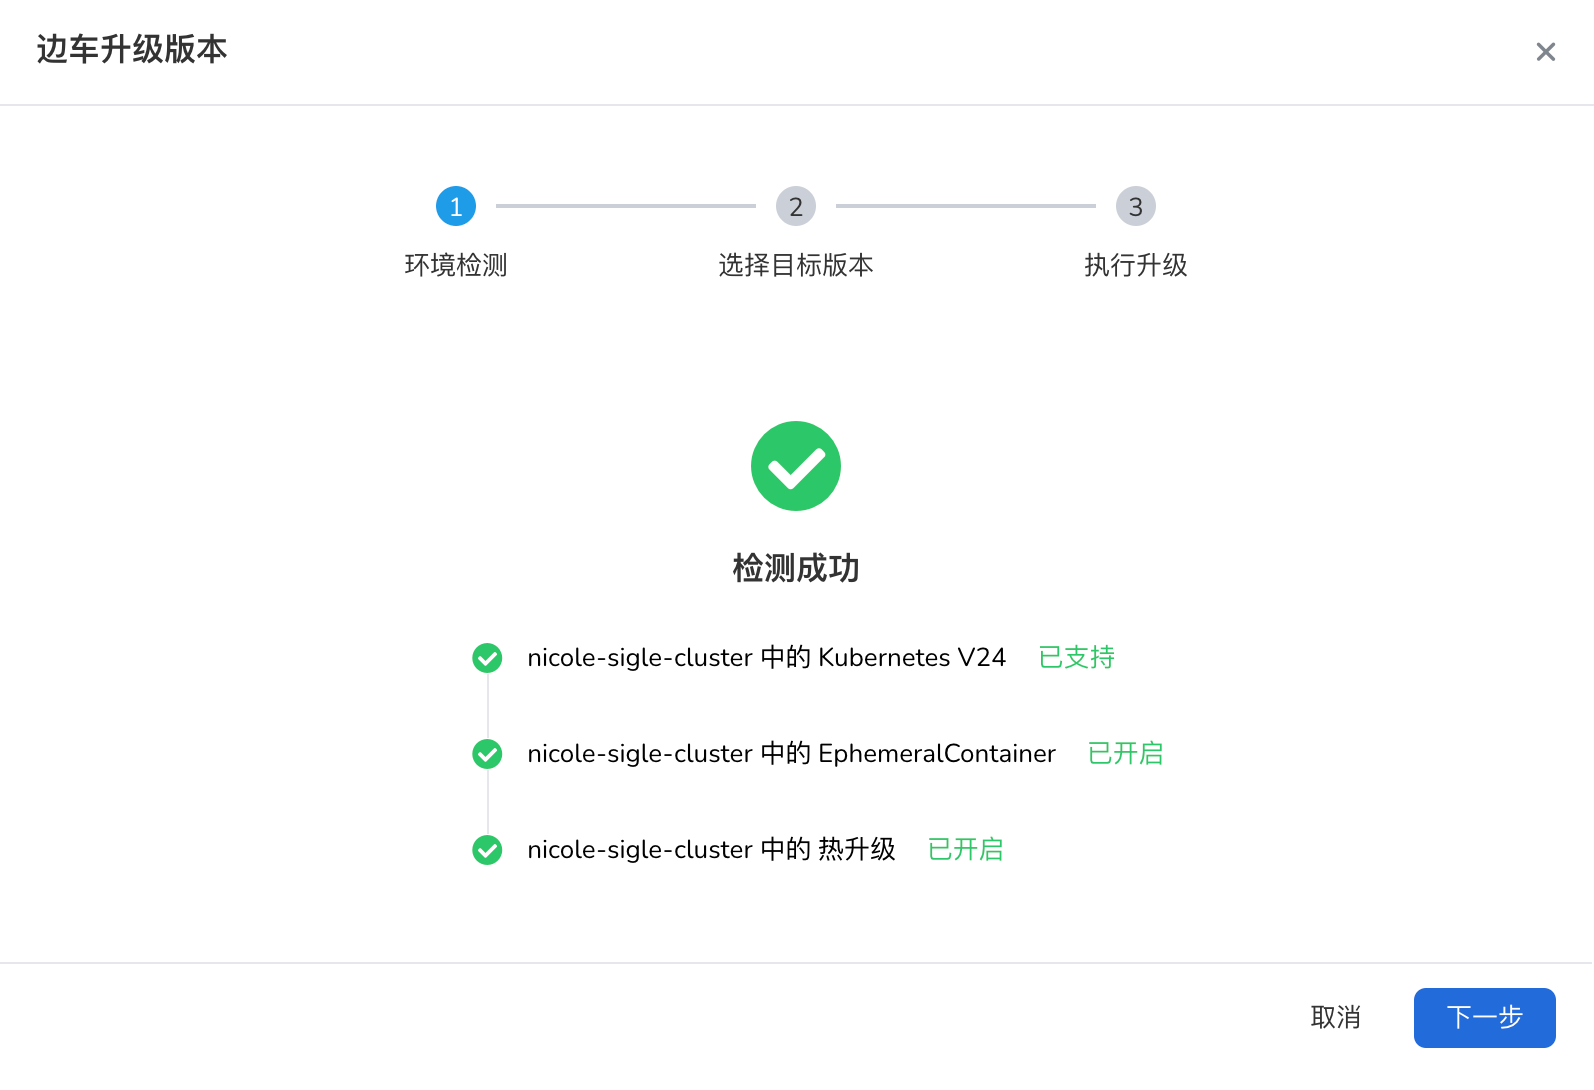 边车升级版本
1
2
3
环境检测
选择目标版本
执行升级
检测成功
nicole-sigle-cluster 中的 Kubernetes V24 已支持
nicole-sigle-cluster 中的 EphemeralContainer 已开启
nicole-sigle-cluster 中的 热升级 已开启
取消
下一步